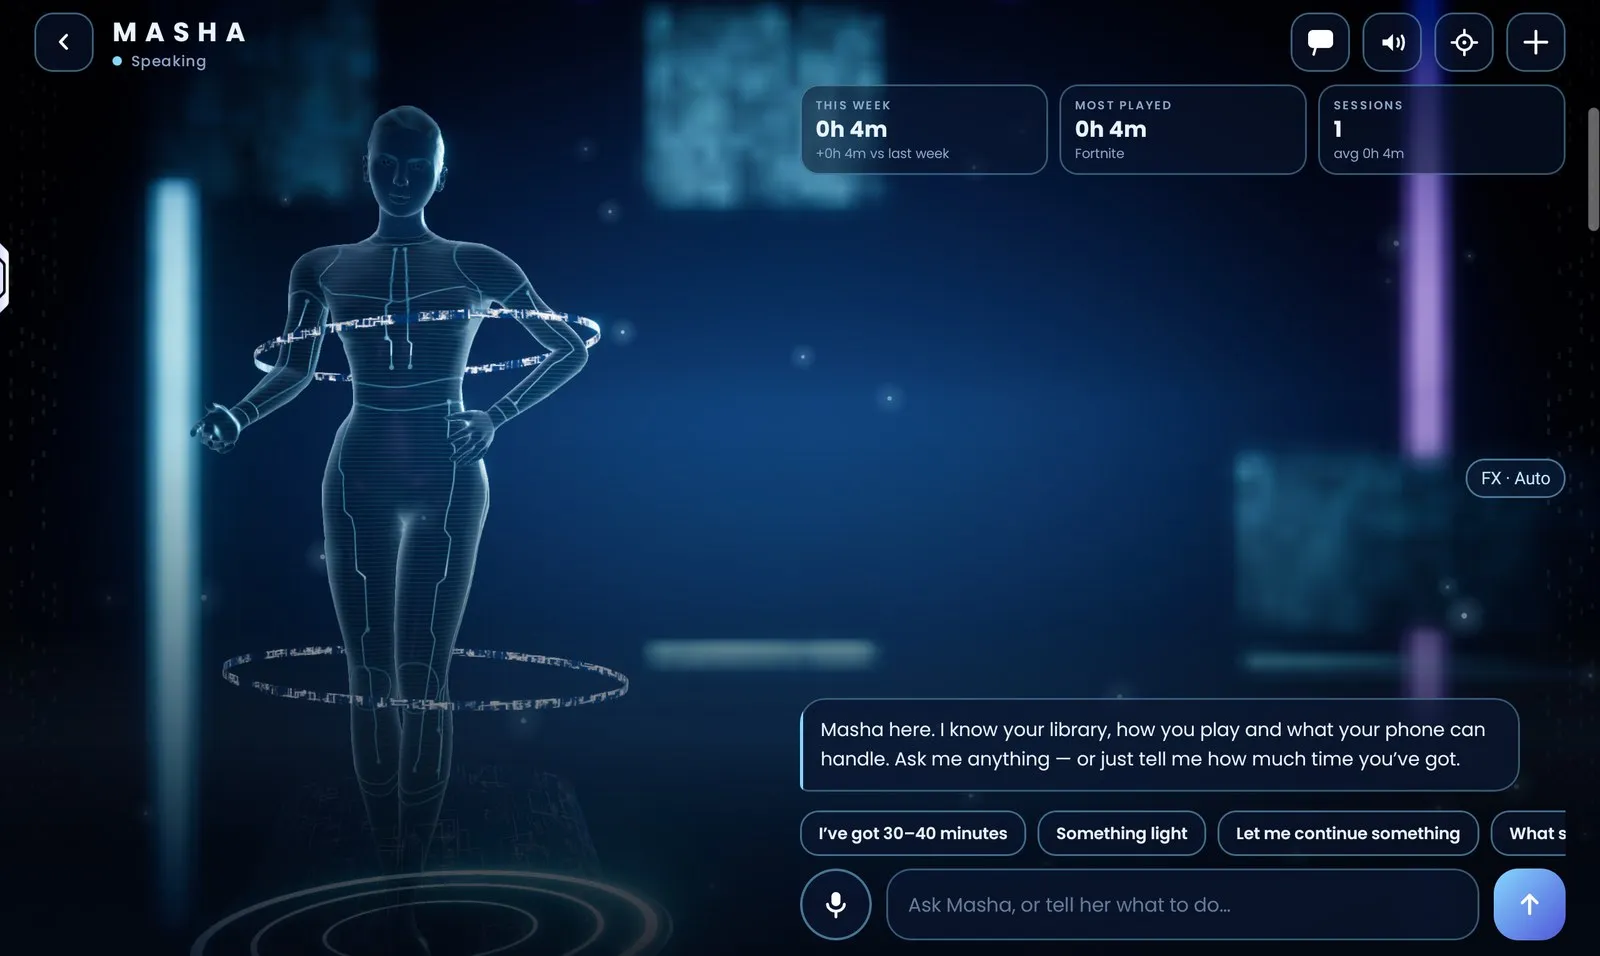 MASHA
Speaking
THIS WEEK
0h 4m
+0h 4m vs last week
MOST PLAYED
0h 4m
Fortnite
SESSIONS
1
avg 0h 4m
FX · Auto
Masha here. I know your library, how you play and what your phone can
handle. Ask me anything — or just tell me how much time you’ve got.
I’ve got 30–40 minutes
Something light
Let me continue something
What s
Ask Masha, or tell her what to do...